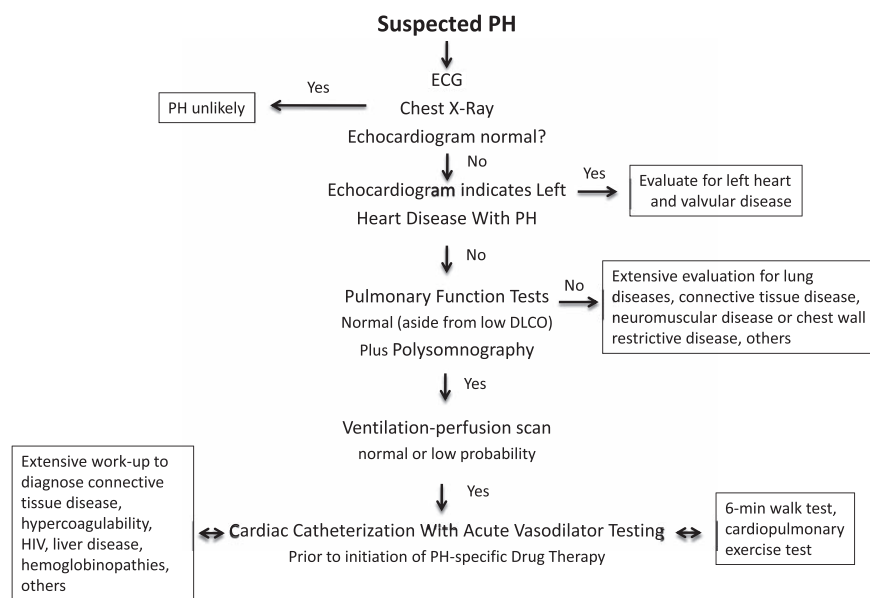 Suspected PH
ECG
Yes
PH unlikely
Chest X-Ray
Echocardiogram normal?
No
Echocardiogram indicates Left
Heart Disease With PH
Yes
Evaluate for left heart
and valvular disease
No
Pulmonary Function Tests
Normal (aside from low DLCO)
Plus Polysomnography
No
Extensive evaluation for lung
diseases, connective tissue disease,
neuromuscular disease or chest wall
restrictive disease, others
Yes
Ventilation-perfusion scan
normal or low probability
Yes
Extensive work-up to
diagnose connective
tissue disease,
hypercoagulability,
HIV, liver disease,
hemoglobinopathies,
others
Cardiac Catheterization With Acute Vasodilator Testing
Prior to initiation of PH-specific Drug Therapy
6-min walk test,
cardiopulmonary
exercise test